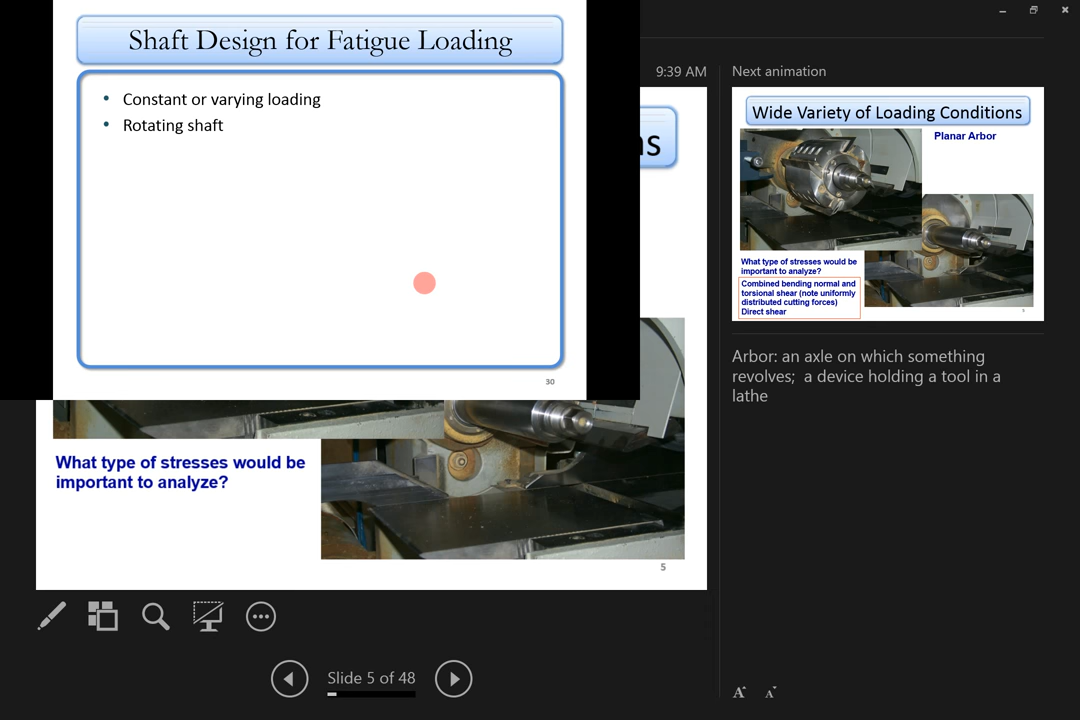 Shaft Design for Fatigue Loading
• Constant or varying loading
• Rotating shaft
30
9:39 AM
Next animation
ns
Wide Variety of Loading Conditions
Planar Arbor
What type of stresses would be
important to analyze?
Combined bending normal and
torsional shear (note uniformly
distributed cutting forces)
Direct shear
5
Arbor: an axle on which something
revolves;  a device holding a tool in a
lathe
What type of stresses would be
important to analyze?
5
Slide 5 of 48
A A